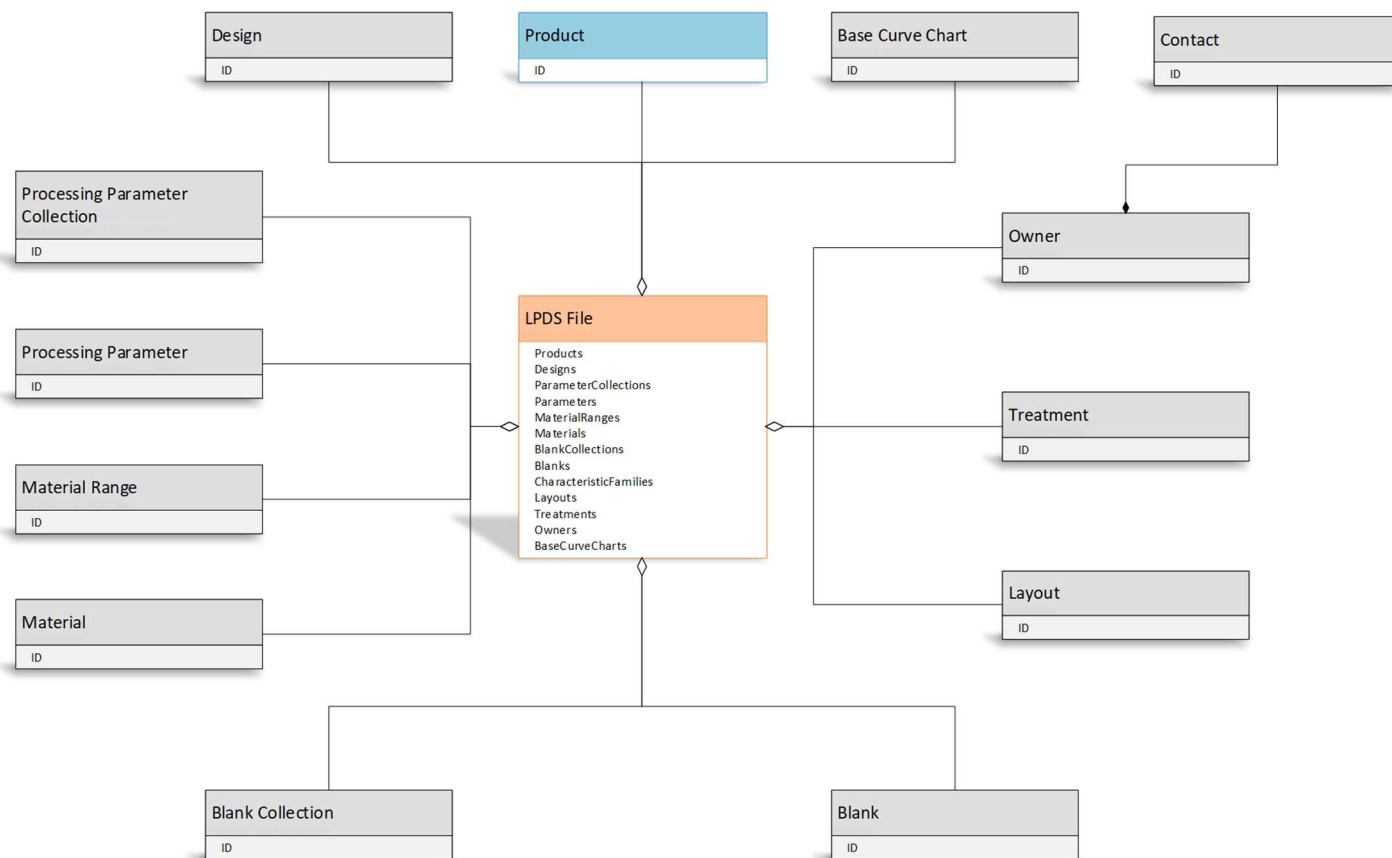 Design
ID
Product
ID
Base Curve Chart
ID
Contact
ID
Processing Parameter
Collection
ID
Owner
ID
Processing Parameter
ID
LPDS File
Products
Designs
ParameterCollections
Parameters
MaterialRanges
Materials
BlankCollections
Blanks
CharacteristicFamilies
Layouts
Treatments
Owners
BaseCurveCharts
Treatment
ID
Material Range
ID
Material
ID
Layout
ID
Blank Collection
ID
Blank
ID